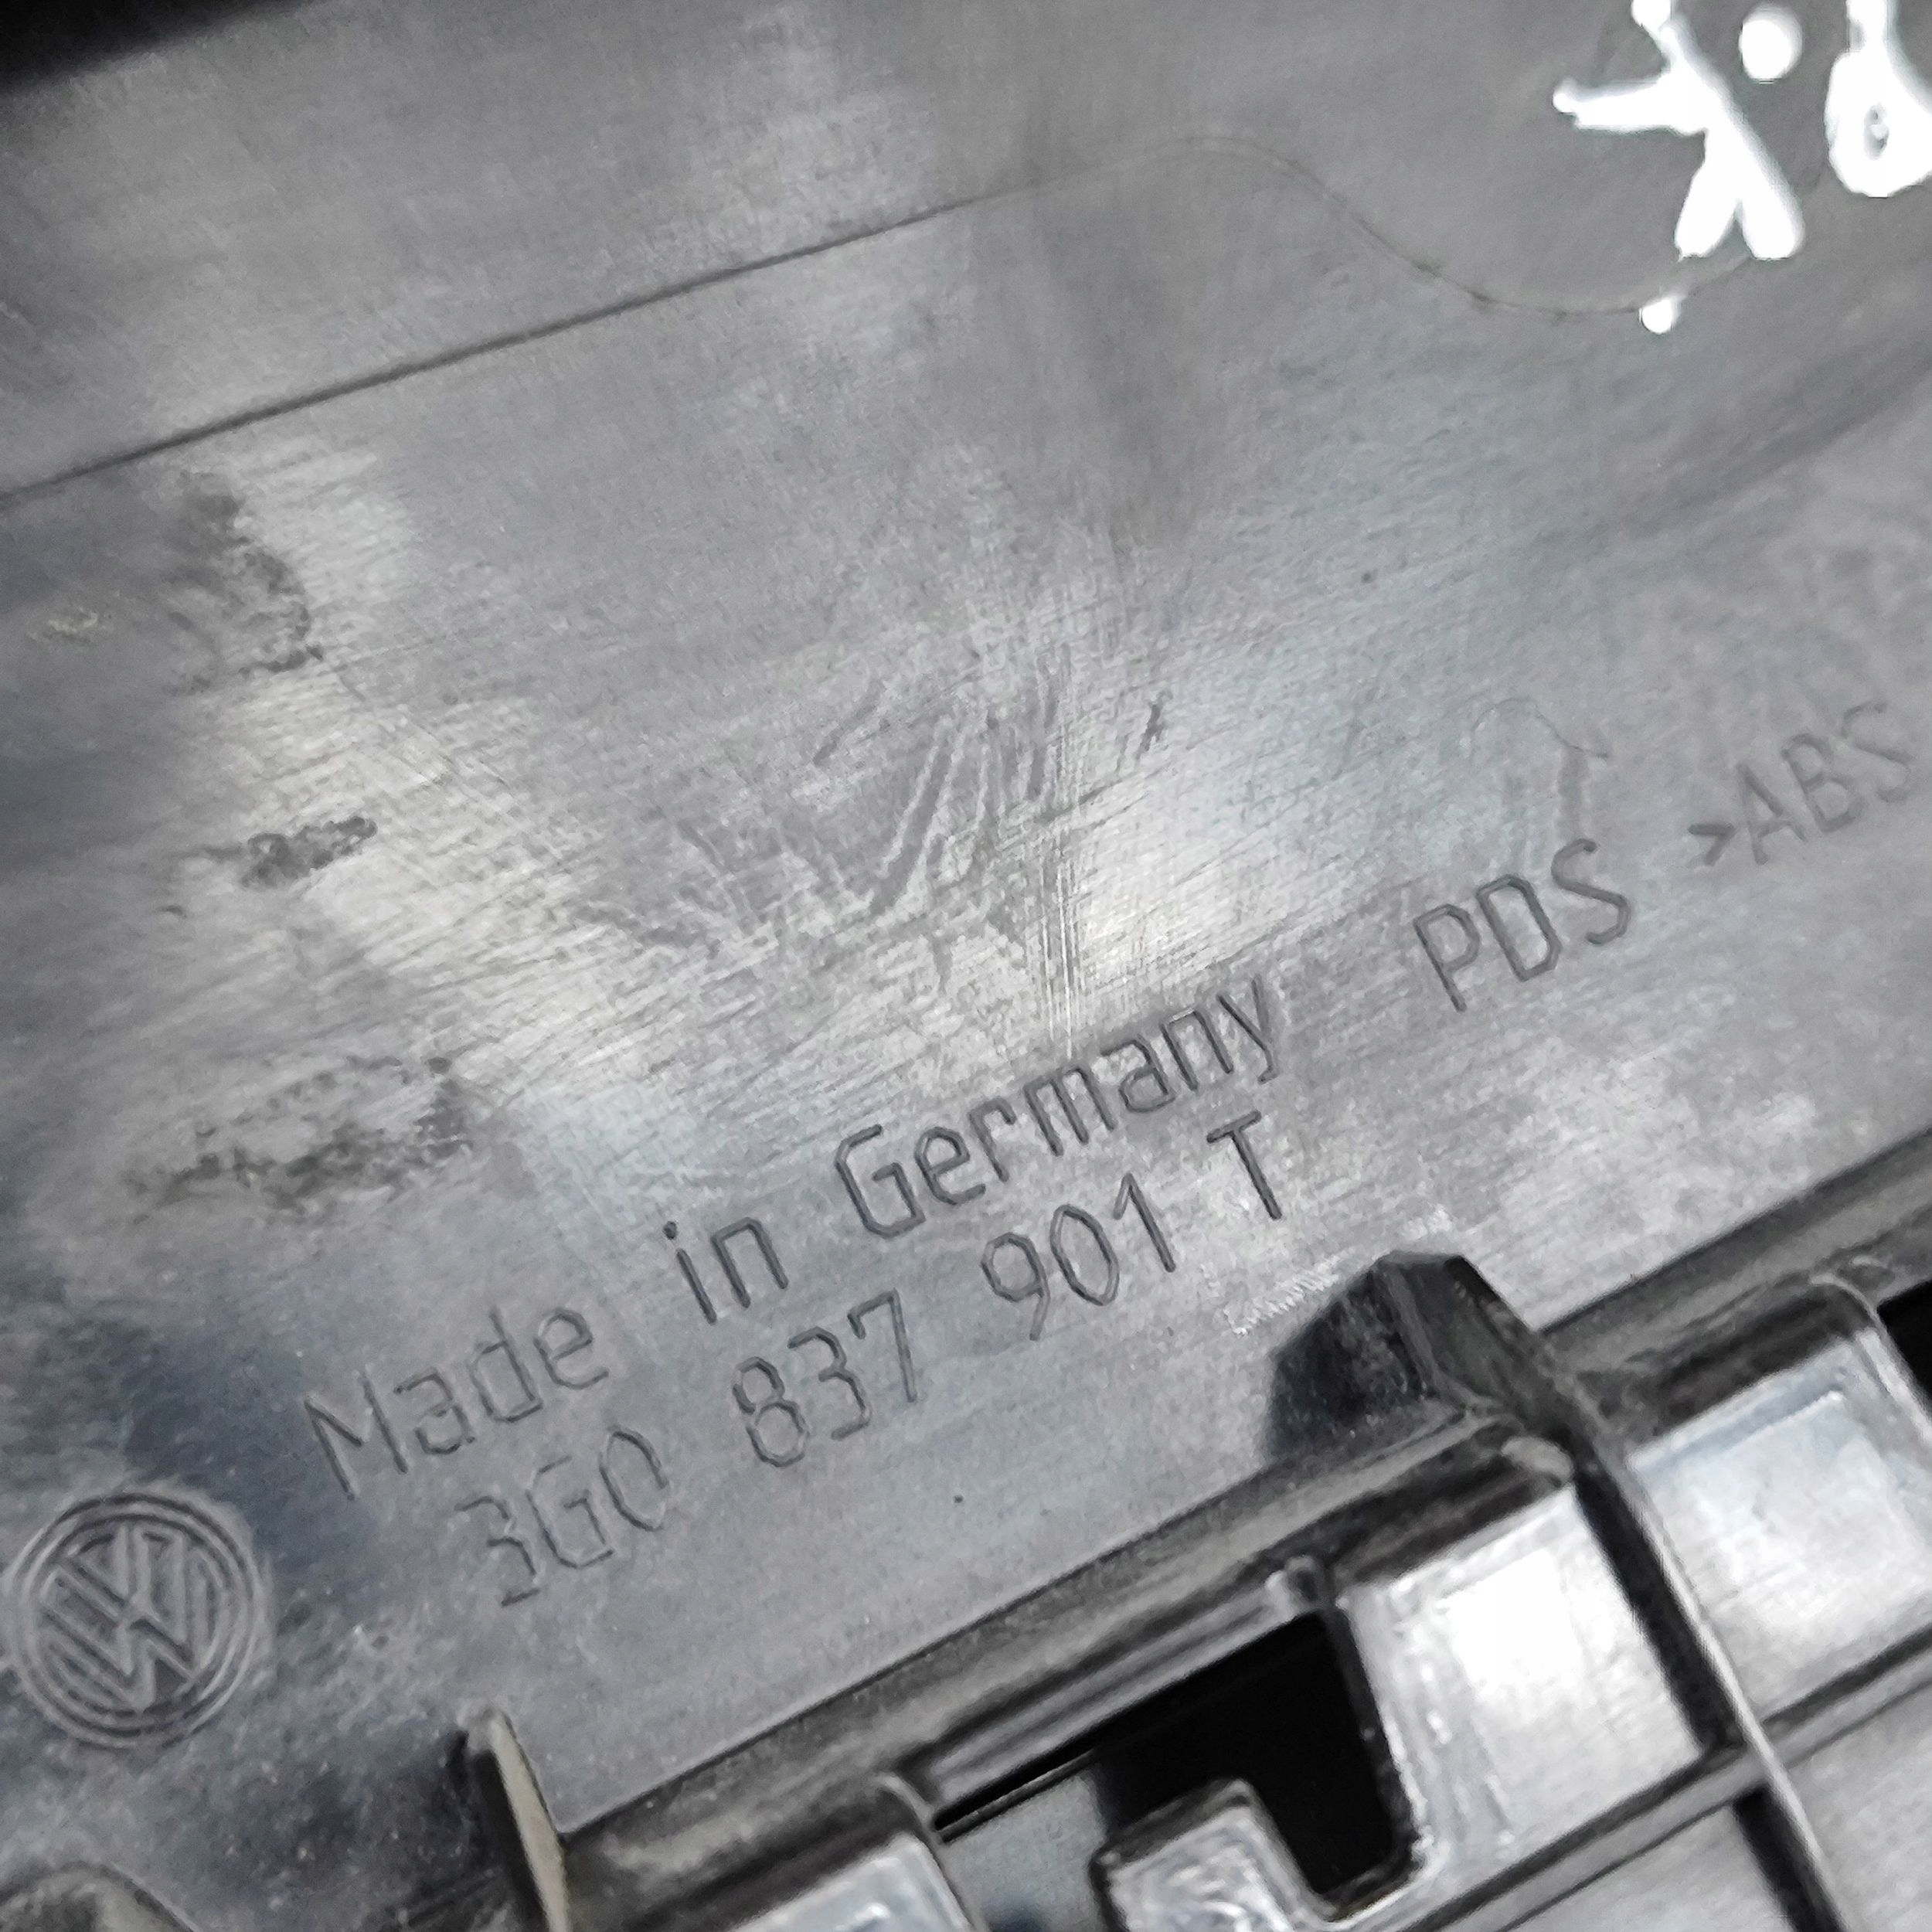 Made in Germany PDS >ABS
3G0 837 901 T